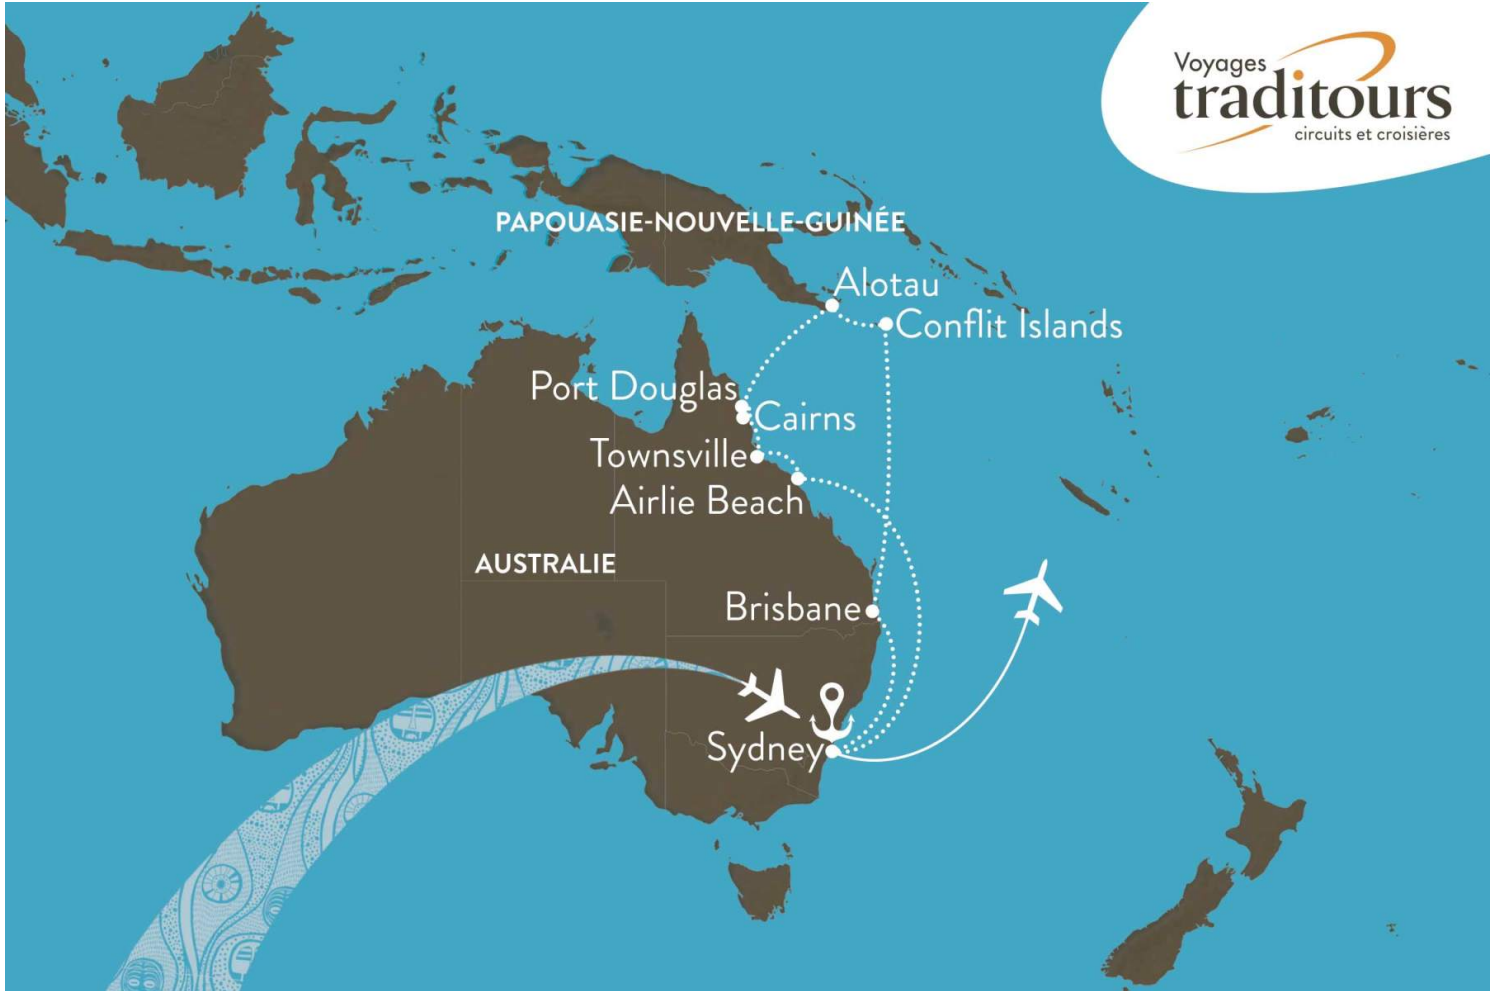 Voyages
traditours
circuits et croisières
PAPOUASIE-NOUVELLE-GUINÉE
Alotau
Conflit Islands
Port Douglas
Cairns
Townsville
Airlie Beach
AUSTRALIE
Brisbane
Sydney